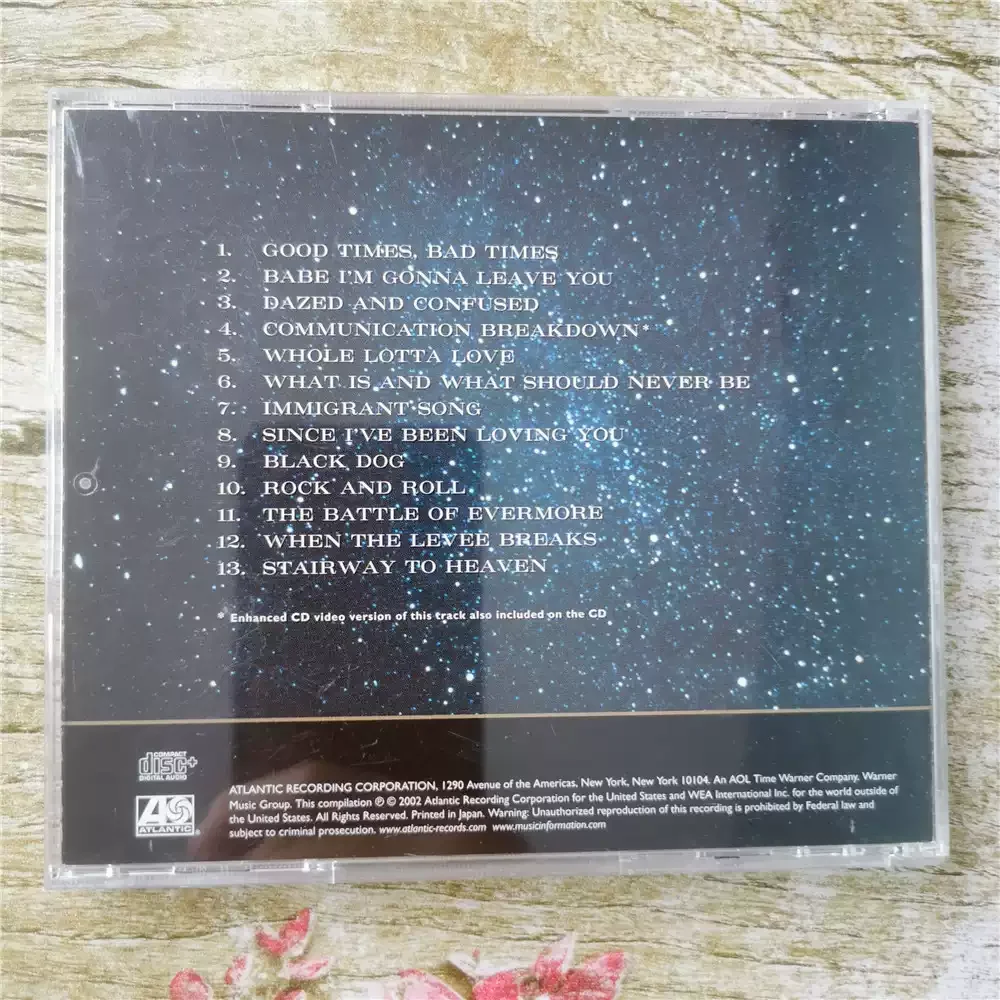 1. GOOD TIMES, BAD TIMES
2. BABE I'M GONNA LEAVE YOU
3. DAZED AND CONFUSED
4. COMMUNICATION BREAKDOWN*
5. WHOLE LOTTA LOVE
6. WHAT IS AND WHAT SHOULD NEVER BE
7. IMMIGRANT SONG
8. SINCE I'VE BEEN LOVING YOU
9. BLACK DOG
10. ROCK AND ROLL
11. THE BATTLE OF EVERMORE
12. WHEN THE LEVEE BREAKS
13. STAIRWAY TO HEAVEN
* Enhanced CD video version of this track also included on the CD
COMPACT
disc+
DIGITAL AUDIO
ATLANTIC RECORDING CORPORATION, 1290 Avenue of the Americas, New York, New York 10104. An AOL Time Warner Company. Warner
Music Group. This compilation ℗ © 2002 Atlantic Recording Corporation for the United States and WEA International Inc. for the world outside of
the United States. All Rights Reserved. Printed in Japan. Warning: Unauthorized reproduction of this recording is prohibited by Federal law and
subject to criminal prosecution. www.atlantic-records.com www.musicinformation.com
A
ATLANTIC